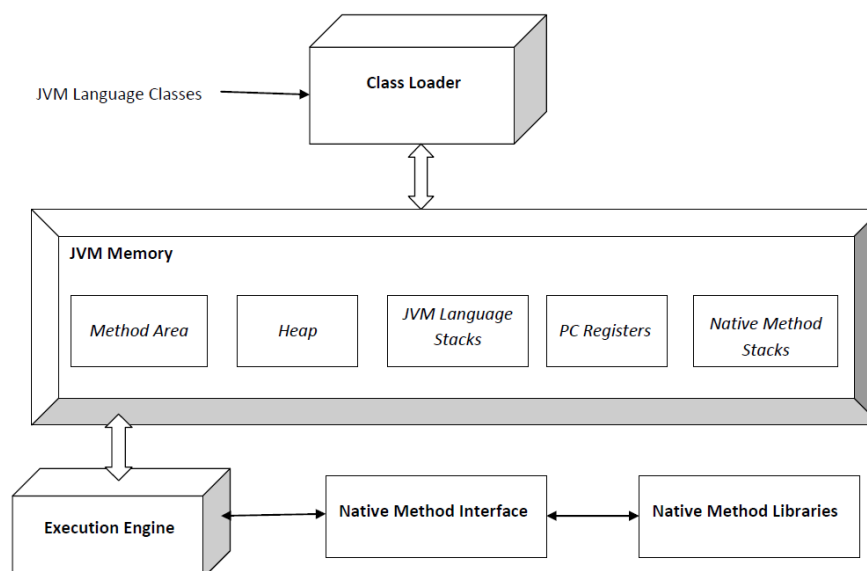 Class Loader
JVM Language Classes
JVM Memory
Method Area
Heap
JVM Language
Stacks
PC Registers
Native Method
Stacks
Execution Engine
Native Method Interface
Native Method Libraries